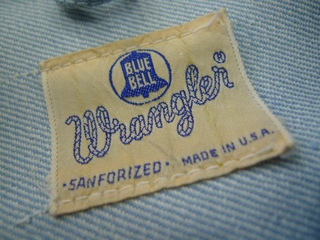 BLUE
BELL
Wrangler®
·SANFORIZED· MADE IN U.S.A.